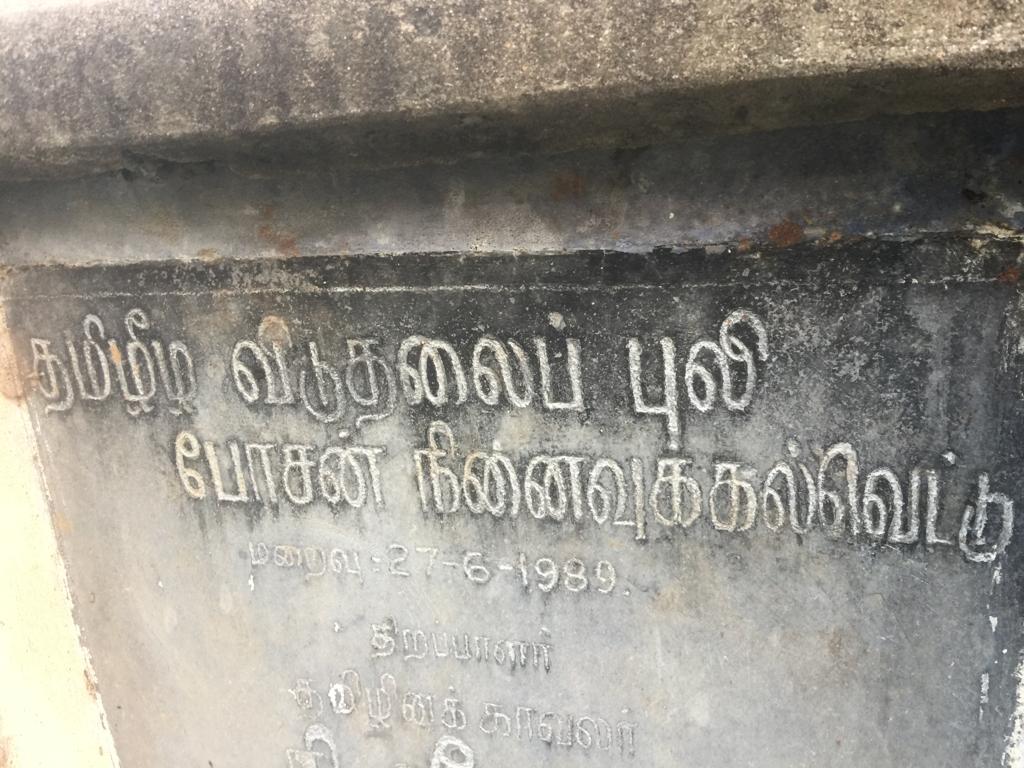 தமிழீழ விடுதலைப் புலி
போசன் நினைவுக்கல்வெட்டு
மறைவு : 27-6-1989.
திறப்பாளர்
தமிழினக் காவலர்